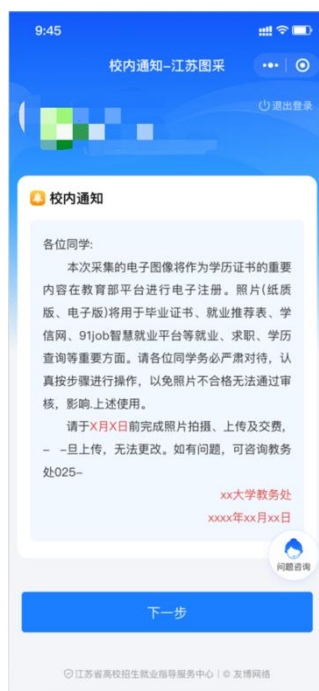 9:45
校内通知-江苏图采
退出登录
校内通知
各位同学:
本次采集的电子图像将作为学历证书的重要
内容在教育部平台进行电子注册。照片(纸质
版、电子版)将用于毕业证书、就业推荐表、学
信网、91job智慧就业平台等就业、求职、学历
查询等重要方面。请各位同学务必严肃对待，认
真按步骤进行操作，以免照片不合格无法通过审
核，影响.上述使用。
请于X月X日前完成照片拍摄、上传及交费，
- -旦上传，无法更改。如有问题，可咨询教务
处025-
xx大学教务处
xxxx年xx月xx日
问题咨询
下一步
江苏省高校招生就业指导服务中心 | © 友博网络